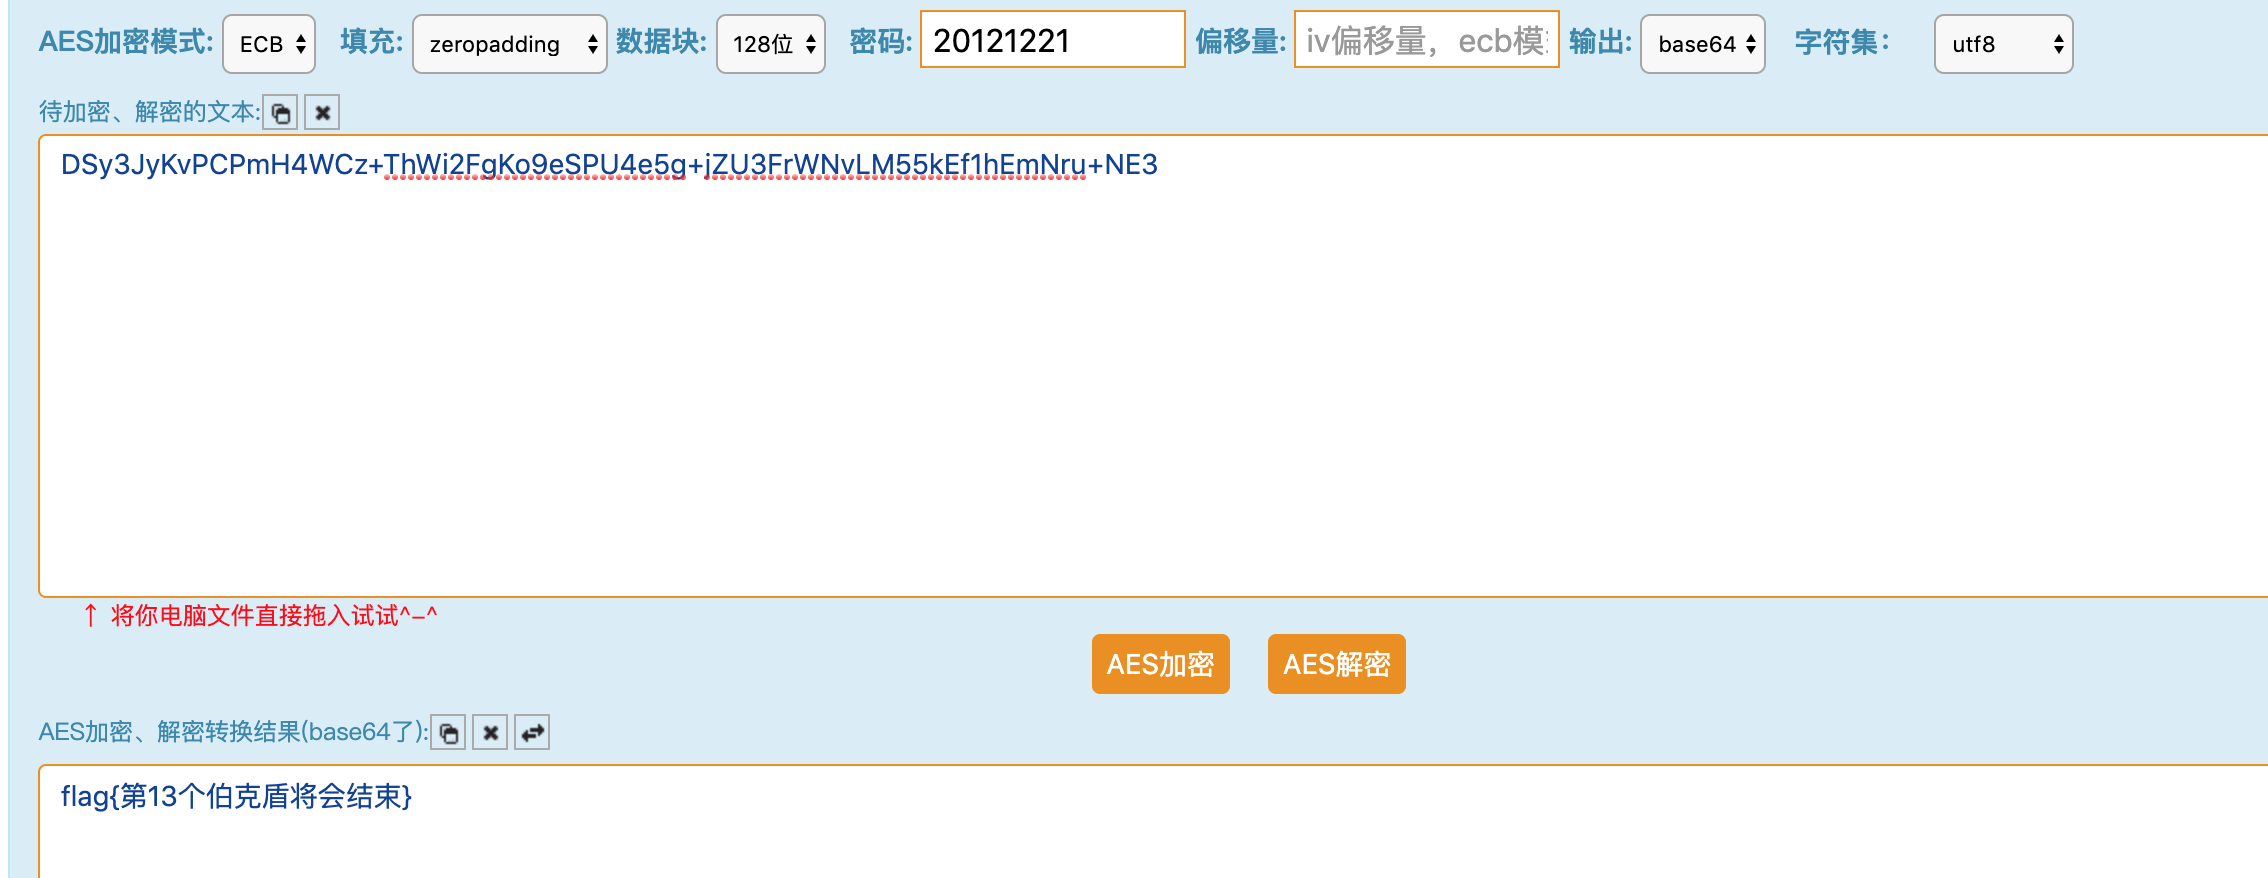 AES加密模式: ECB 填充: zeropadding 数据块: 128位 密码: 20121221 偏移量: iv偏移量，ecb模 输出: base64 字符集： utf8
待加密、解密的文本:
DSy3JyKvPCPmH4WCz+ThWi2FgKo9eSPU4e5g+jZU3FrWNvLM55kEf1hEmNru+NE3
↑ 将你电脑文件直接拖入试试^-^
AES加密 AES解密
AES加密、解密转换结果(base64了):
flag{第13个伯克盾将会结束}